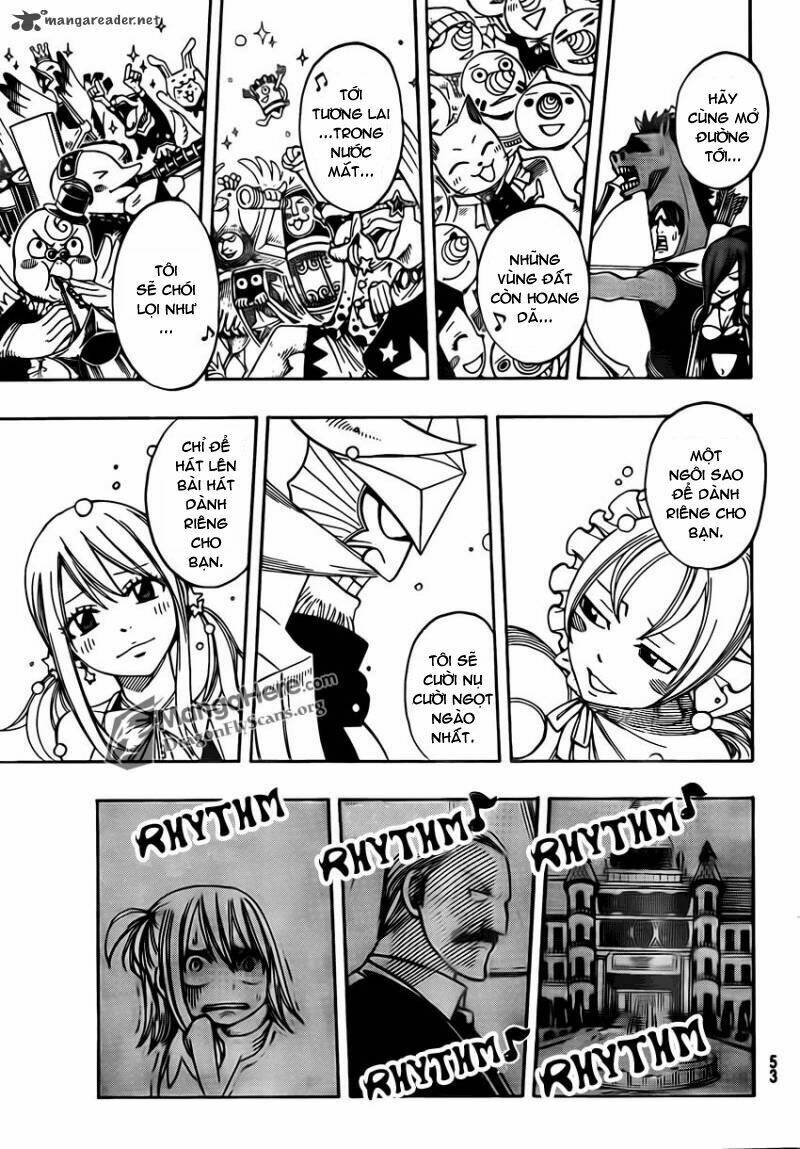 mangareader.net
HÃY
CÙNG MỞ
ĐƯỜNG
TỚI...
NHỮNG
VÙNG ĐẤT
CÒN HOANG
DÃ...
TỚI
TƯƠNG LAI
...TRONG
NƯỚC
MẮT...
TÔI
SẼ CHÓI
LỌI NHƯ
...
MỘT
NGÔI SAO
ĐỂ DÀNH
RIÊNG CHO
BẠN.
TÔI SẼ
CƯỜI NỤ
CƯỜI NGỌT
NGÀO
NHẤT.
CHỈ ĐỂ
HÁT LÊN
BÀI HÁT
DÀNH
RIÊNG
CHO
BẠN.
MangaHere.com
DragonFlyScans.org
RHYTHM
RHYTHM
RHYTHM
RHYTHM
RHYTHM
53